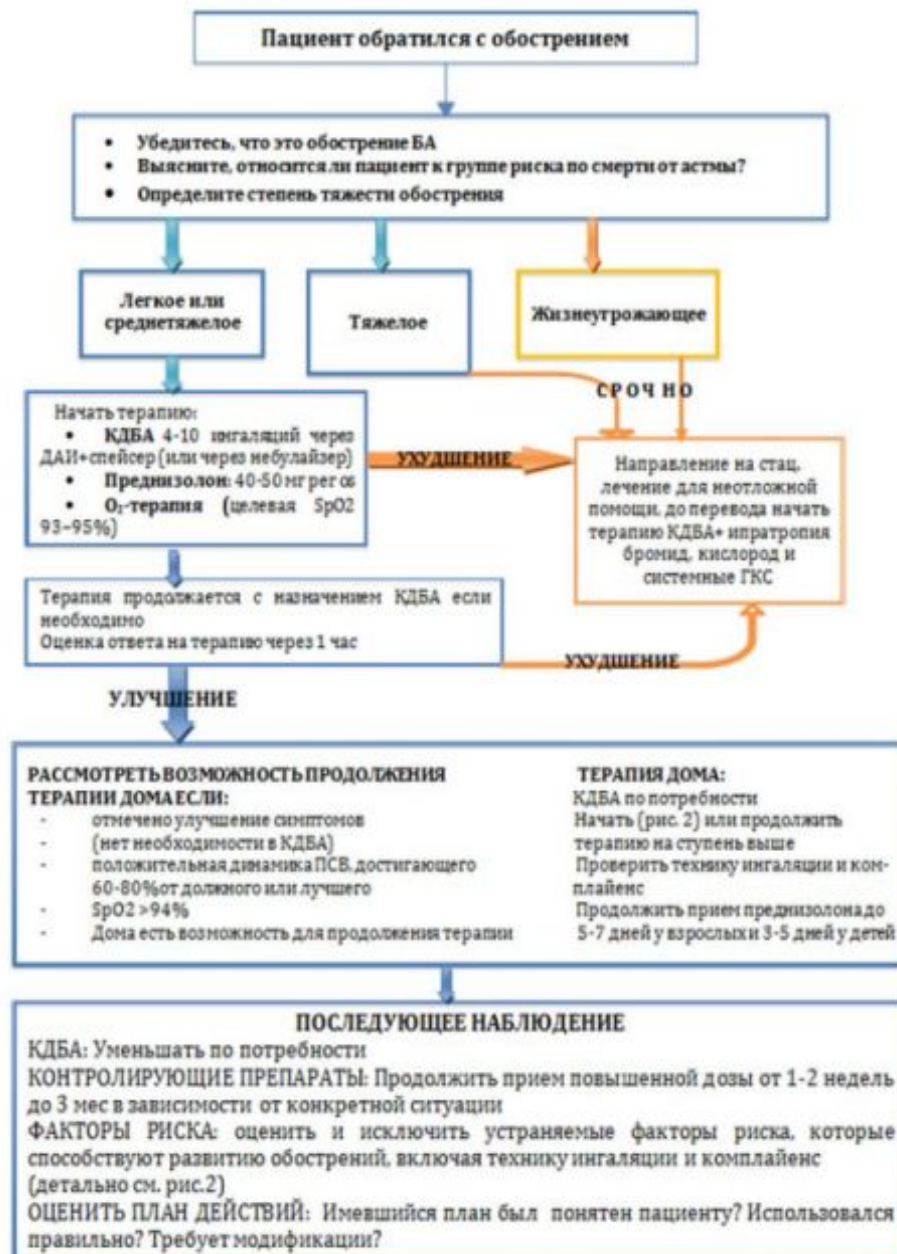 Пациент обратился с обострением
• Убедитесь, что это обострение БА
• Выясните, относится ли пациент к группе риска по смерти от астмы?
• Определите степень тяжести обострения
Легкое или
среднетяжелое
Тяжелое
Жизнеугрожающее
СРОЧНО
Начать терапию:
• КДБА 4-10 ингаляций через
ДАИ+спейсер (или через небулайзер)
• Преднизолон: 40-50 мг per os
• О₂-терапия (целевая SpO2
93–95%)
УХУДШЕНИЕ
Направление на стац.
лечение для неотложной
помощи, до перевода начать
терапию КДБА+ ипратропия
бромид, кислород и
системные ГКС
Терапия продолжается с назначением КДБА если
необходимо
Оценка ответа на терапию через 1 час
УХУДШЕНИЕ
УЛУЧШЕНИЕ
РАССМОТРЕТЬ ВОЗМОЖНОСТЬ ПРОДОЛЖЕНИЯ
ТЕРАПИИ ДОМА ЕСЛИ:
- отмечено улучшение симптомов
- (нет необходимости в КДБА)
- положительная динамика ПСВ, достигающего
60-80% от должного или лучшего
- SpO2 >94%
- Дома есть возможность для продолжения терапии
ТЕРАПИЯ ДОМА:
КДБА по потребности
Начать (рис. 2) или продолжить
терапию на ступень выше
Проверить технику ингаляции и ком-
плайенс
Продолжить прием преднизолона до
5-7 дней у взрослых и 3-5 дней у детей
ПОСЛЕДУЮЩЕЕ НАБЛЮДЕНИЕ
КДБА: Уменьшать по потребности
КОНТРОЛИРУЮЩИЕ ПРЕПАРАТЫ: Продолжить прием повышенной дозы от 1-2 недель
до 3 мес в зависимости от конкретной ситуации
ФАКТОРЫ РИСКА: оценить и исключить устраняемые факторы риска, которые
способствуют развитию обострений, включая технику ингаляции и комплайенс
(детально см. рис.2)
ОЦЕНИТЬ ПЛАН ДЕЙСТВИЙ: Имевшийся план был понятен пациенту? Использовался
правильно? Требует модификации?